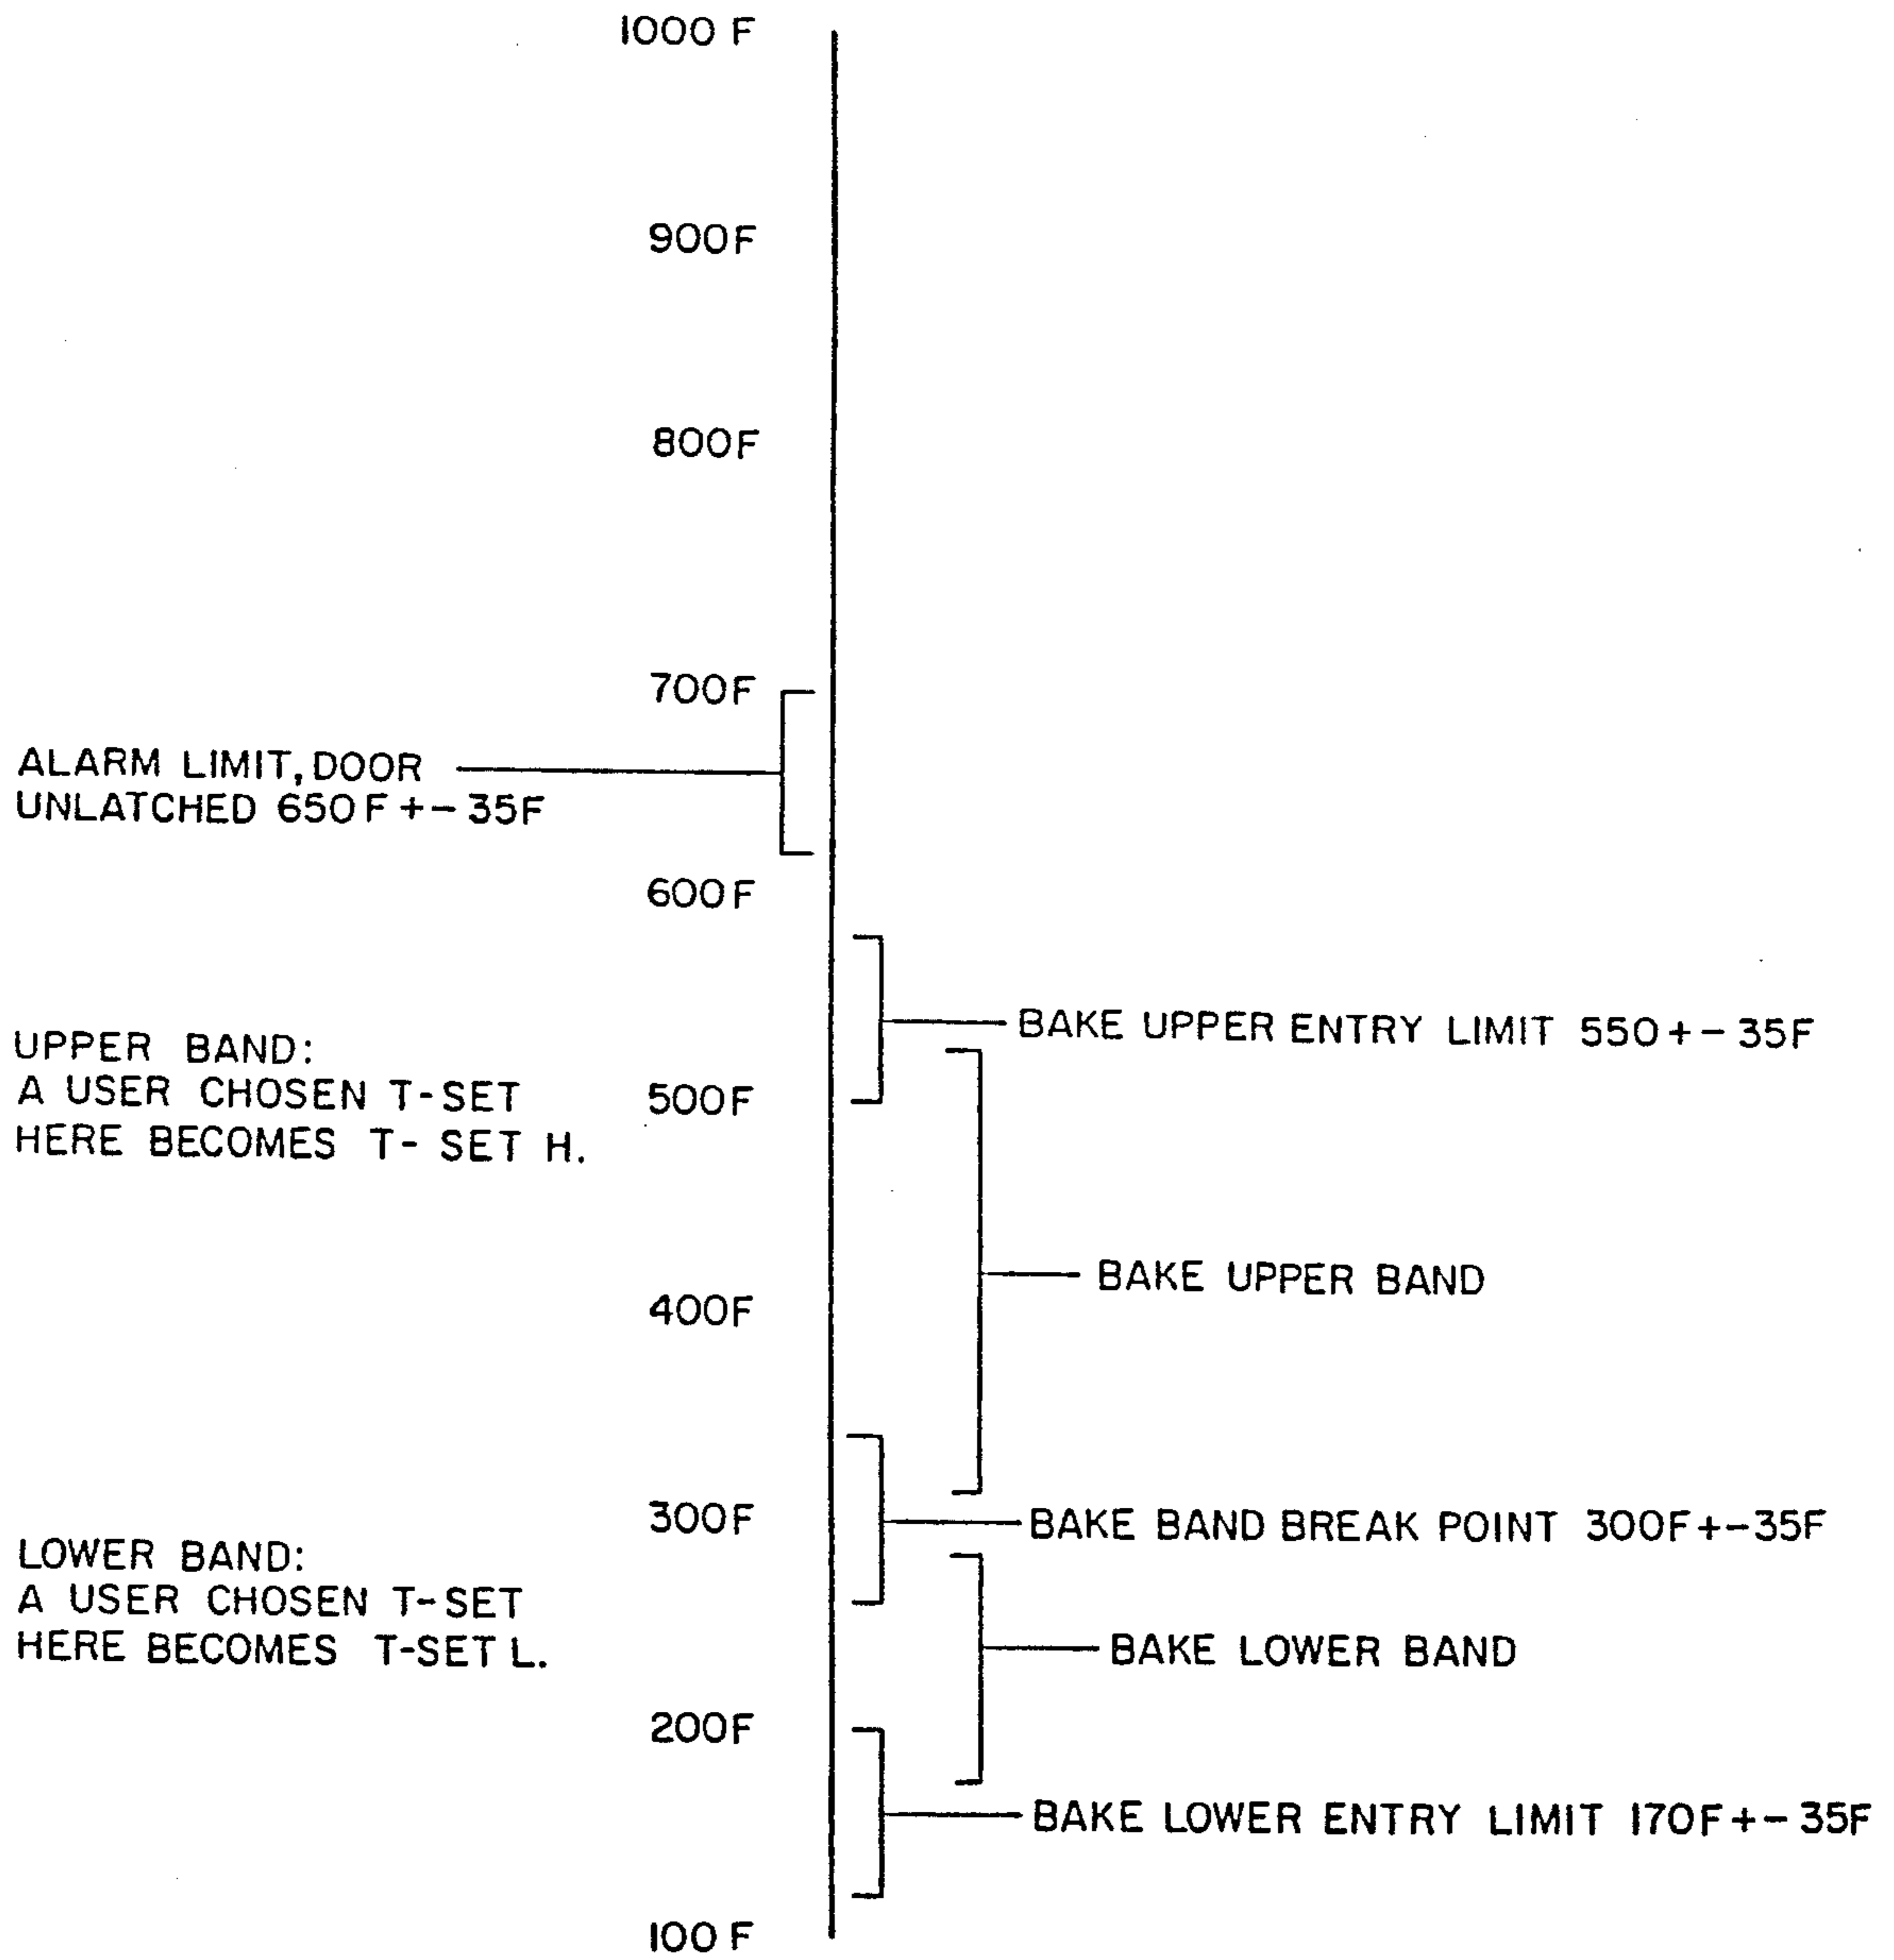 1000 F
900F
800F
700F
ALARM LIMIT, DOOR
UNLATCHED 650F +- 35F
600F
BAKE UPPER ENTRY LIMIT 550 +- 35F
UPPER BAND:
A USER CHOSEN T-SET
HERE BECOMES T- SET H.
500F
BAKE UPPER BAND
400F
300F
BAKE BAND BREAK POINT 300F+-35F
LOWER BAND:
A USER CHOSEN T-SET
HERE BECOMES T-SET L.
BAKE LOWER BAND
200F
BAKE LOWER ENTRY LIMIT 170F+-35F
100 F